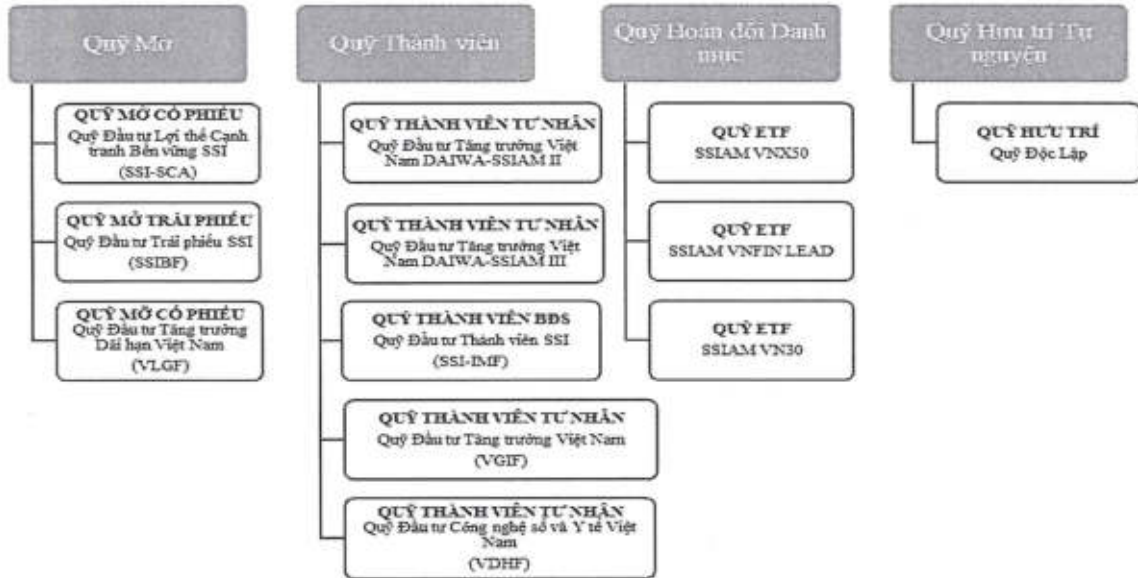 Quỹ Mở
QUỸ MỞ CỔ PHIẾU
Quỹ Đầu tư Lợi thế Cạnh
tranh Bền vững SSI
(SSI-SCA)
QUỸ MỞ TRÁI PHIẾU
Quỹ Đầu tư Trái phiếu SSI
(SSIBF)
QUỸ MỞ CỔ PHIẾU
Quỹ Đầu tư Tăng trưởng
Dài hạn Việt Nam
(VLGF)
Quỹ Thành viên
QUỸ THÀNH VIÊN TƯ NHÂN
Quỹ Đầu tư Tăng trưởng Việt
Nam DAIWA-SSIAM II
QUỸ THÀNH VIÊN TƯ NHÂN
Quỹ Đầu tư Tăng trưởng Việt
Nam DAIWA-SSIAM III
QUỸ THÀNH VIÊN BĐS
Quỹ Đầu tư Thành viên SSI
(SSI-IMF)
QUỸ THÀNH VIÊN TƯ NHÂN
Quỹ Đầu tư Tăng trưởng Việt Nam
(VGIF)
QUỸ THÀNH VIÊN TƯ NHÂN
Quỹ Đầu tư Công nghệ số và Y tế Việt
Nam
(VDHF)
Quỹ Hoán đổi Danh
mục
QUỸ ETF
SSIAM VNX50
QUỸ ETF
SSIAM VNFIN LEAD
QUỸ ETF
SSIAM VN30
Quỹ Hưu trí Tự
nguyện
QUỸ HƯU TRÍ
Quỹ Độc Lập